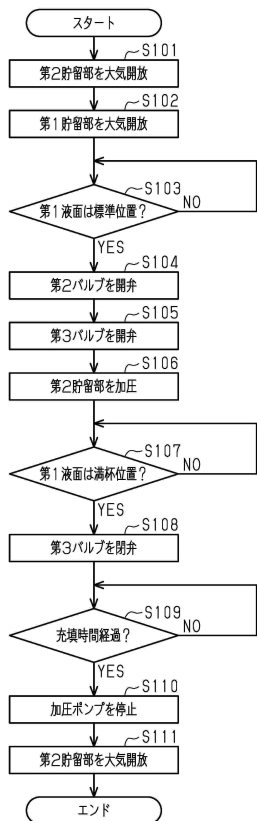 スタート
S101
第2貯留部を大気開放
S102
第1貯留部を大気開放
S103
第1液面は標準位置？
NO
YES
S104
第2バルブを開弁
S105
第3バルブを開弁
S106
第2貯留部を加圧
S107
第1液面は満杯位置？
NO
YES
S108
第3バルブを閉弁
S109
充填時間経過？
NO
YES
S110
加圧ポンプを停止
S111
第2貯留部を大気開放
エンド